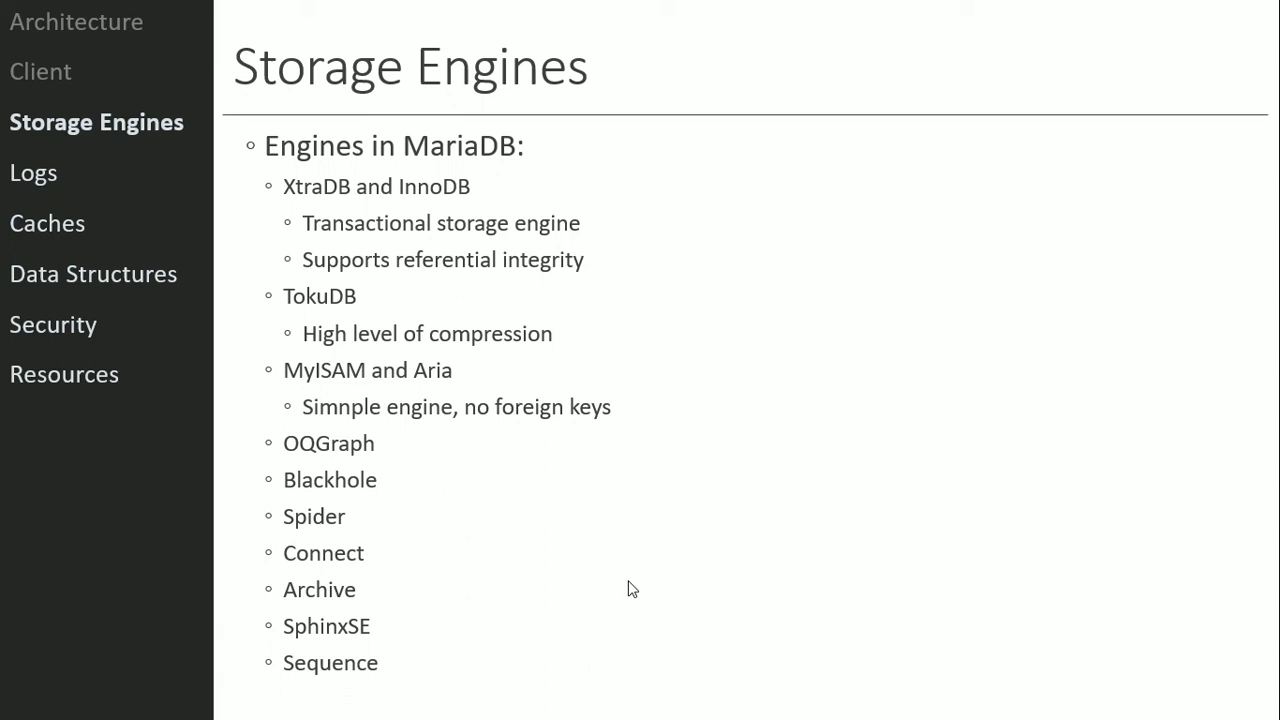 Architecture
Client
Storage Engines
Logs
Caches
Data Structures
Security
Resources
Storage Engines
◦ Engines in MariaDB:
◦ XtraDB and InnoDB
◦ Transactional storage engine
◦ Supports referential integrity
◦ TokuDB
◦ High level of compression
◦ MyISAM and Aria
◦ Simnple engine, no foreign keys
◦ OQGraph
◦ Blackhole
◦ Spider
◦ Connect
◦ Archive
◦ SphinxSE
◦ Sequence